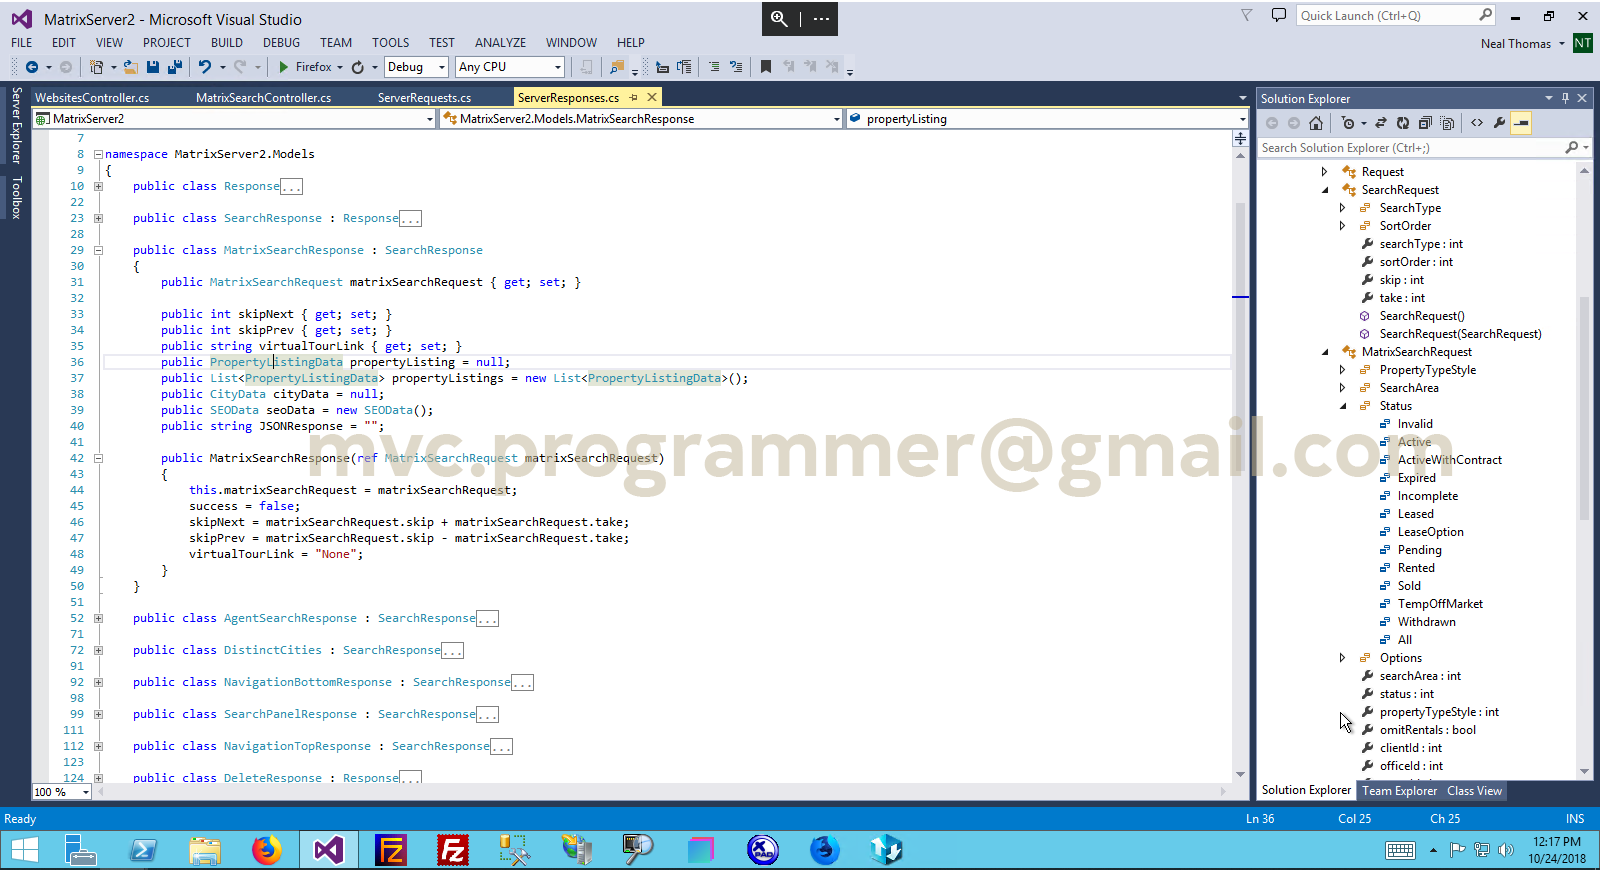 MatrixServer2 - Microsoft Visual Studio
Quick Launch (Ctrl+Q)
FILE EDIT VIEW PROJECT BUILD DEBUG TEAM TOOLS TEST ANALYZE WINDOW HELP
Neal Thomas NT
Firefox Debug Any CPU
Server Explorer
Toolbox
WebsitesController.cs MatrixSearchController.cs ServerRequests.cs ServerResponses.cs
MatrixServer2 MatrixServer2.Models.MatrixSearchResponse propertyListing
7
8 namespace MatrixServer2.Models
9 {
10 public class Response...
22
23 public class SearchResponse : Response...
28
29 public class MatrixSearchResponse : SearchResponse
30 {
31 public MatrixSearchRequest matrixSearchRequest { get; set; }
32
33 public int skipNext { get; set; }
34 public int skipPrev { get; set; }
35 public string virtualTourLink { get; set; }
36 public PropertyListingData propertyListing = null;
37 public List<PropertyListingData> propertyListings = new List<PropertyListingData>();
38 public CityData cityData = null;
39 public SEOData seoData = new SEOData();
40 public string JSONResponse = "";
41
42 public MatrixSearchResponse(ref MatrixSearchRequest matrixSearchRequest)
43 {
44 this.matrixSearchRequest = matrixSearchRequest;
45 success = false;
46 skipNext = matrixSearchRequest.skip + matrixSearchRequest.take;
47 skipPrev = matrixSearchRequest.skip - matrixSearchRequest.take;
48 virtualTourLink = "None";
49 }
50 }
51
52 public class AgentSearchResponse : SearchResponse...
71
72 public class DistinctCities : SearchResponse...
91
92 public class NavigationBottomResponse : SearchResponse...
98
99 public class SearchPanelResponse : SearchResponse...
111
112 public class NavigationTopResponse : SearchResponse...
123
124 public class DeleteResponse : Response...
100 %
mvc.programmer@gmail.com
Solution Explorer
Search Solution Explorer (Ctrl+;)
Request
SearchRequest
SearchType
SortOrder
searchType : int
sortOrder : int
skip : int
take : int
SearchRequest()
SearchRequest(SearchRequest)
MatrixSearchRequest
PropertyTypeStyle
SearchArea
Status
Invalid
Active
ActiveWithContract
Expired
Incomplete
Leased
LeaseOption
Pending
Rented
Sold
TempOffMarket
Withdrawn
All
Options
searchArea : int
status : int
propertyTypeStyle : int
omitRentals : bool
clientId : int
officeId : int
Solution Explorer Team Explorer Class View
Ready Ln 36 Col 25 Ch 25 INS
12:17 PM
10/24/2018